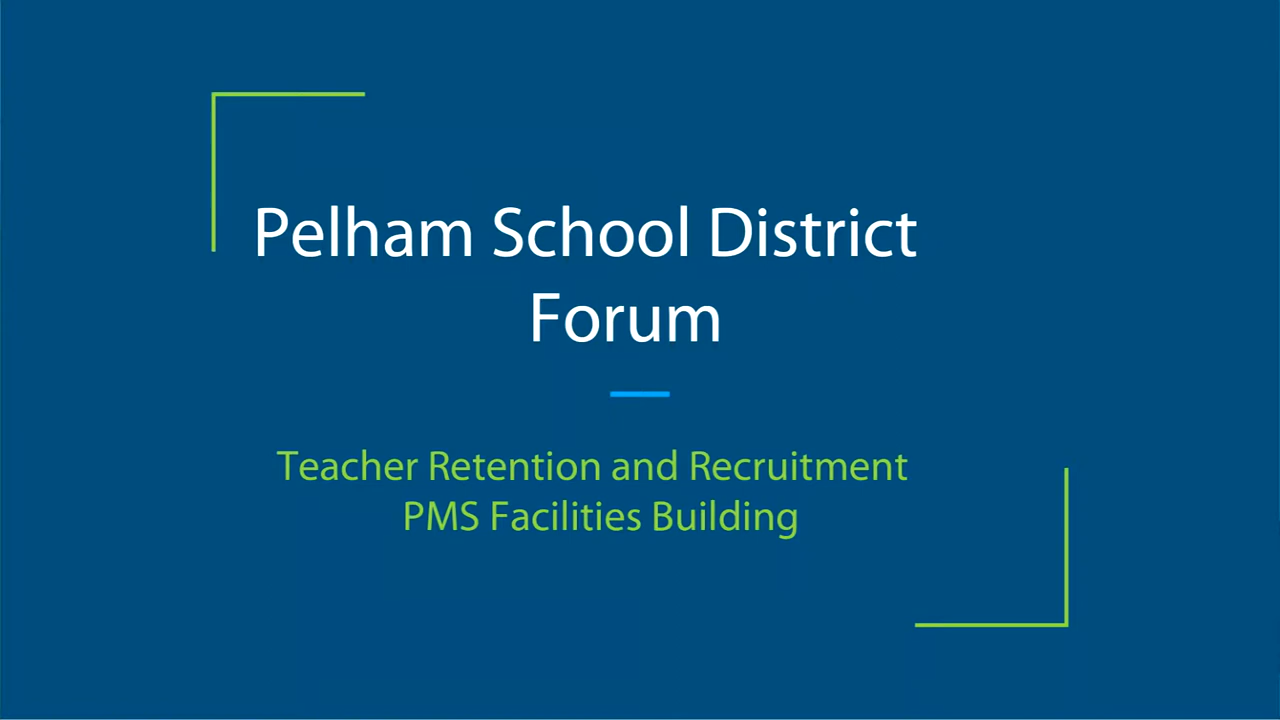 Pelham School District
Forum
Teacher Retention and Recruitment
PMS Facilities Building